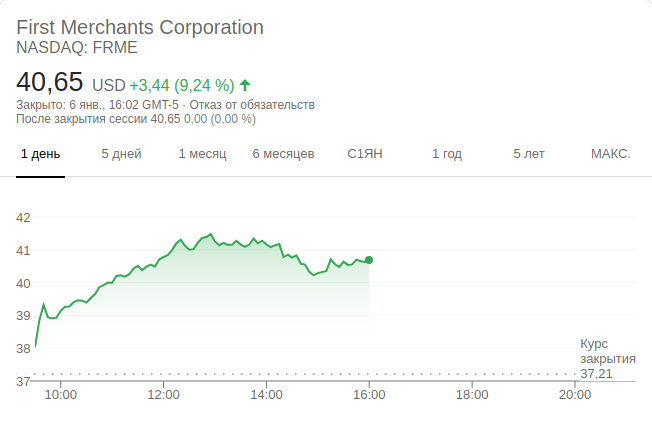 First Merchants Corporation
NASDAQ: FRME
40,65 USD +3,44 (9,24 %)
Закрыто: 6 янв., 16:02 GMT-5 · Отказ от обязательств
После закрытия сессии 40,65 0,00 (0,00 %)
1 день 5 дней 1 месяц 6 месяцев С1ЯН 1 год 5 лет МАКС.
42
41
40
39
38
37
Курс
закрытия
37,21
10:00 12:00 14:00 16:00 18:00 20:00